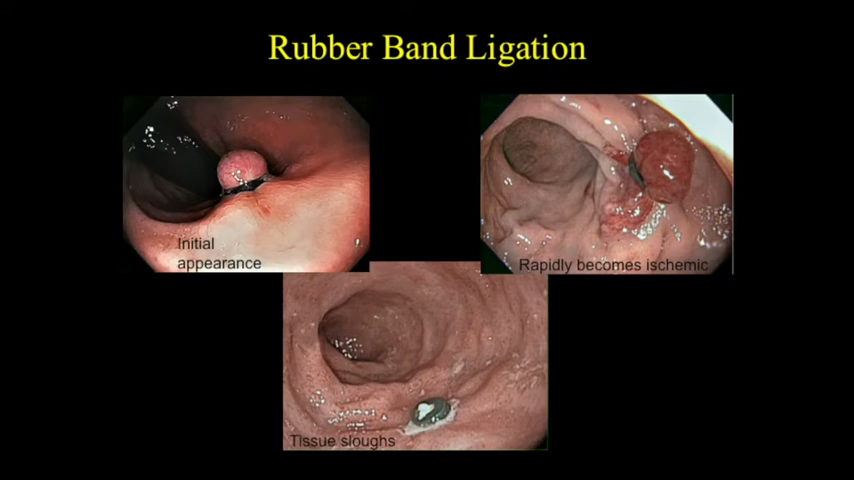 Rubber Band Ligation
Initial
appearance
Rapidly becomes ischemic
Tissue sloughs